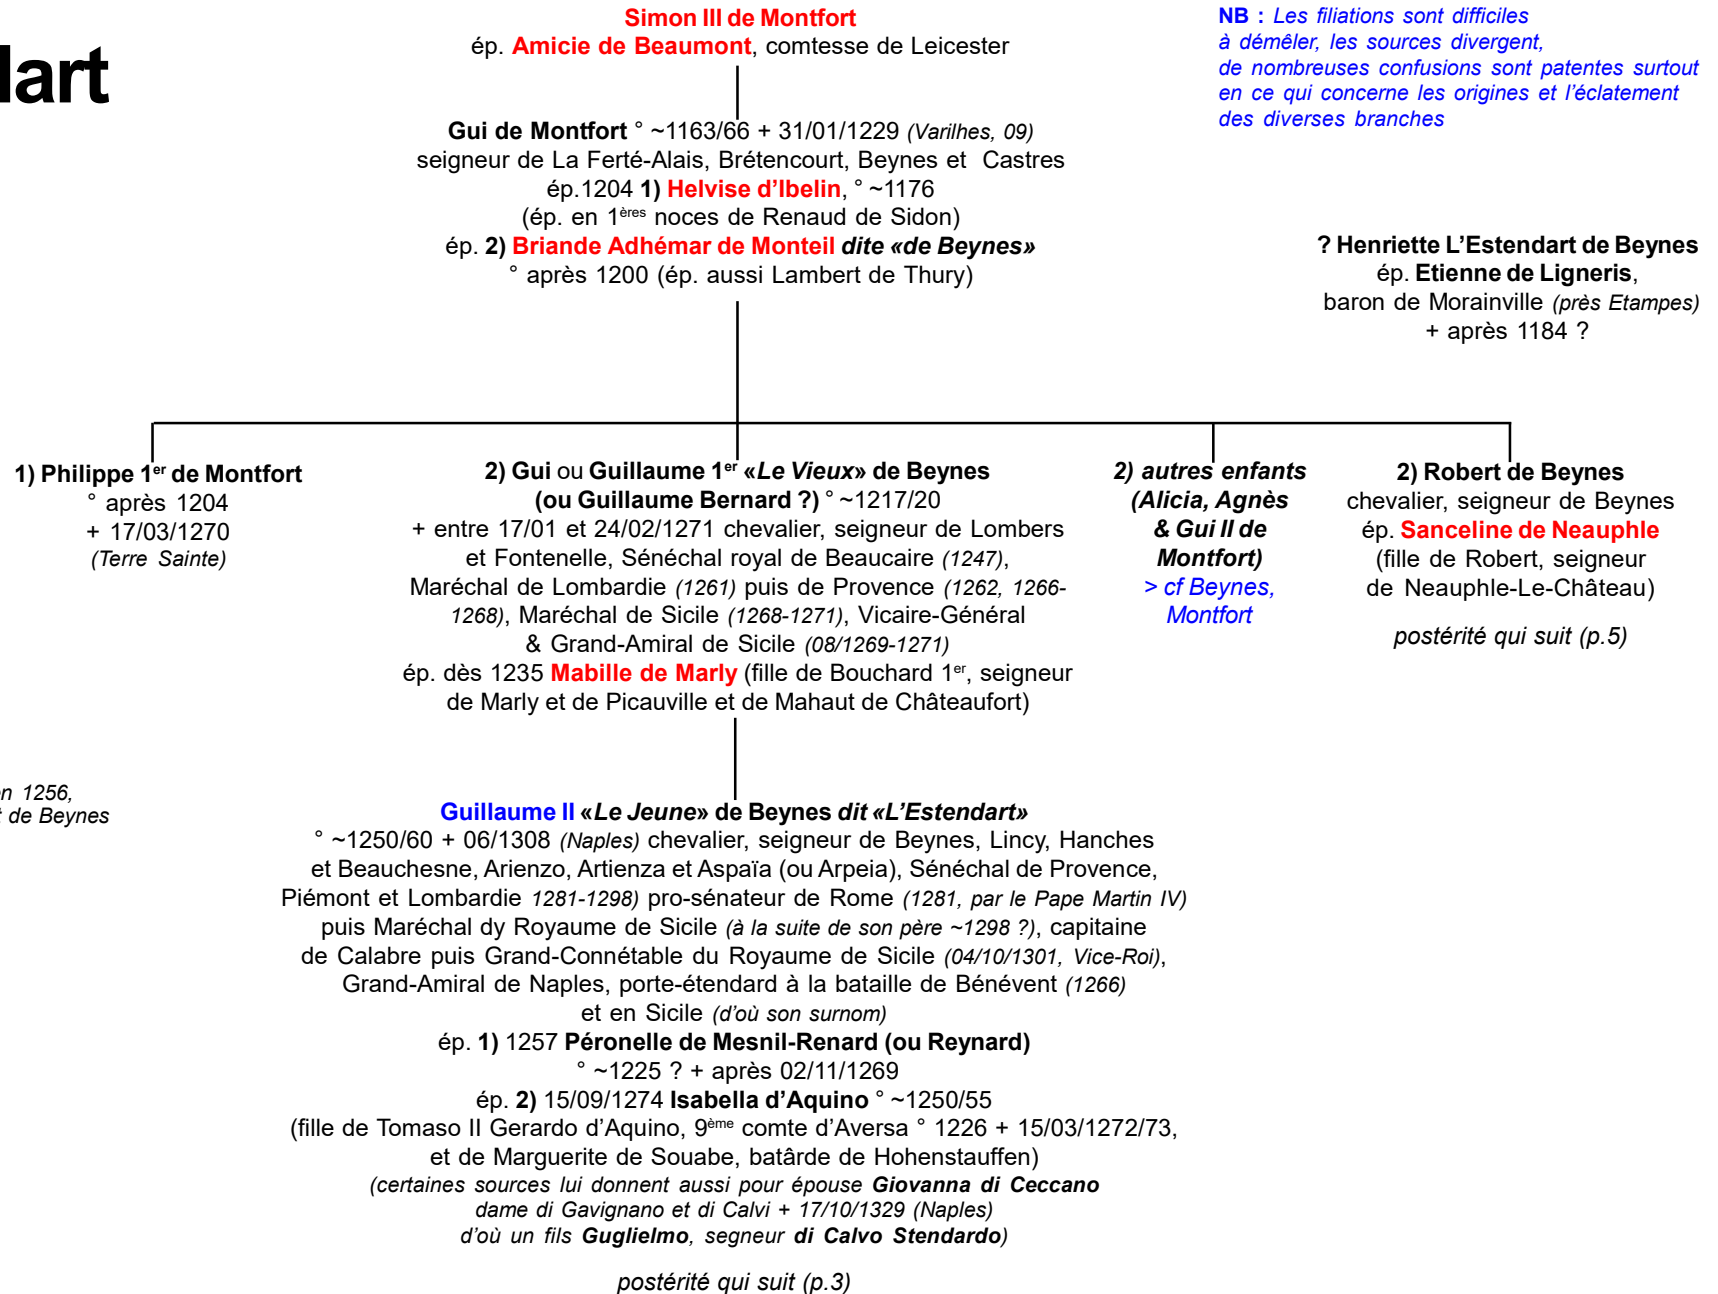 dart
Simon III de Montfort
ép. Amicie de Beaumont, comtesse de Leicester
NB : Les filiations sont difficiles
à démêler, les sources divergent,
de nombreuses confusions sont patentes surtout
en ce qui concerne les origines et l'éclatement
des diverses branches
Gui de Montfort ° ~1163/66 + 31/01/1229 (Varilhes, 09)
seigneur de La Ferté-Alais, Brétencourt, Beynes et Castres
ép.1204 1) Helvise d'Ibelin, ° ~1176
(ép. en 1ères noces de Renaud de Sidon)
ép. 2) Briande Adhémar de Monteil dite «de Beynes»
° après 1200 (ép. aussi Lambert de Thury)
? Henriette L'Estendart de Beynes
ép. Etienne de Ligneris,
baron de Morainville (près Etampes)
+ après 1184 ?
1) Philippe 1er de Montfort
° après 1204
+ 17/03/1270
(Terre Sainte)
2) Gui ou Guillaume 1er «Le Vieux» de Beynes
(ou Guillaume Bernard ?) ° ~1217/20
+ entre 17/01 et 24/02/1271 chevalier, seigneur de Lombers
et Fontenelle, Sénéchal royal de Beaucaire (1247),
Maréchal de Lombardie (1261) puis de Provence (1262, 1266-
1268), Maréchal de Sicile (1268-1271), Vicaire-Général
& Grand-Amiral de Sicile (08/1269-1271)
ép. dès 1235 Mabille de Marly (fille de Bouchard 1er, seigneur
de Marly et de Picauville et de Mahaut de Châteaufort)
2) autres enfants
(Alicia, Agnès
& Gui II de
Montfort)
> cf Beynes,
Montfort
2) Robert de Beynes
chevalier, seigneur de Beynes
ép. Sanceline de Neauphle
(fille de Robert, seigneur
de Neauphle-Le-Château)
postérité qui suit (p.5)
en 1256,
t de Beynes
Guillaume II «Le Jeune» de Beynes dit «L'Estendart»
° ~1250/60 + 06/1308 (Naples) chevalier, seigneur de Beynes, Lincy, Hanches
et Beauchesne, Arienzo, Artienza et Aspaïa (ou Arpeia), Sénéchal de Provence,
Piémont et Lombardie 1281-1298) pro-sénateur de Rome (1281, par le Pape Martin IV)
puis Maréchal dy Royaume de Sicile (à la suite de son père ~1298 ?), capitaine
de Calabre puis Grand-Connétable du Royaume de Sicile (04/10/1301, Vice-Roi),
Grand-Amiral de Naples, porte-étendard à la bataille de Bénévent (1266)
et en Sicile (d'où son surnom)
ép. 1) 1257 Péronelle de Mesnil-Renard (ou Reynard)
° ~1225 ? + après 02/11/1269
ép. 2) 15/09/1274 Isabella d'Aquino ° ~1250/55
(fille de Tomaso II Gerardo d'Aquino, 9ème comte d'Aversa ° 1226 + 15/03/1272/73,
et de Marguerite de Souabe, batârde de Hohenstauffen)
(certaines sources lui donnent aussi pour épouse Giovanna di Ceccano
dame di Gavignano et di Calvi + 17/10/1329 (Naples)
d'où un fils Guglielmo, segneur di Calvo Stendardo)
postérité qui suit (p.3)